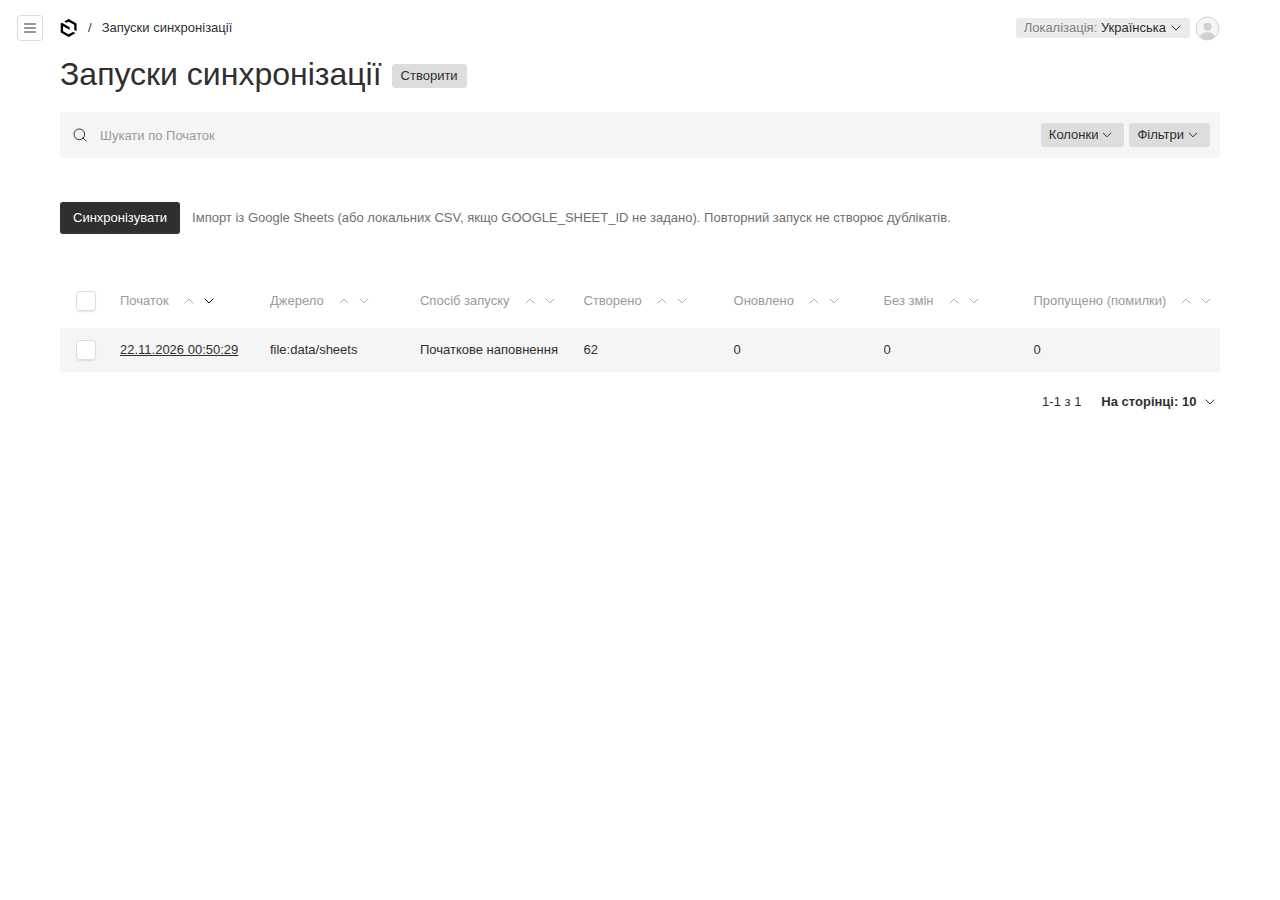 / Запуски синхронізації
Локалізація: Українська
Запуски синхронізації Створити
Шукати по Початок
Колонки Фільтри
Синхронізувати Імпорт із Google Sheets (або локальних CSV, якщо GOOGLE_SHEET_ID не задано). Повторний запуск не створює дублікатів.
Початок Джерело Спосіб запуску Створено Оновлено Без змін Пропущено (помилки)
22.11.2026 00:50:29 file:data/sheets Початкове наповнення 62 0 0 0
1-1 з 1 На сторінці: 10